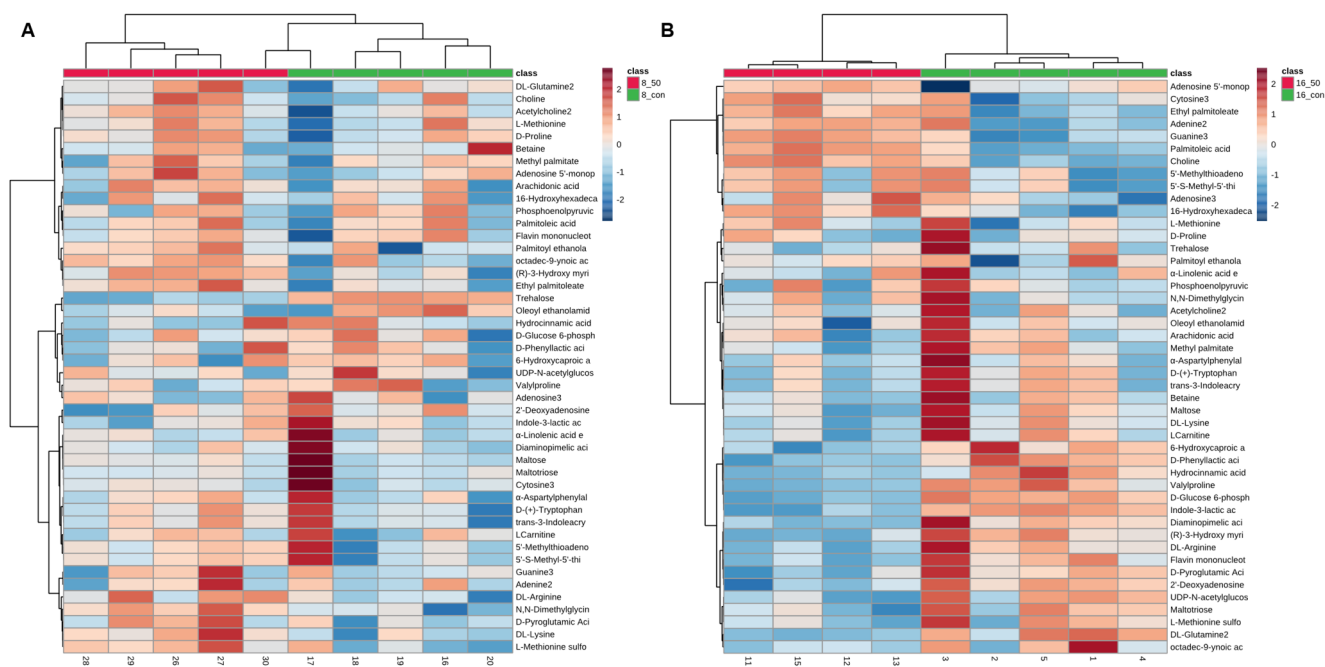 A
class
DL-Glutamine2
Choline
Acetylcholine2
L-Methionine
D-Proline
Betaine
Methyl palmitate
Adenosine 5'-monop
Arachidonic acid
16-Hydroxyhexadeca
Phosphoenolpyruvic
Palmitoleic acid
Flavin mononucleot
Palmitoyl ethanola
octadec-9-ynoic ac
(R)-3-Hydroxy myri
Ethyl palmitoleate
Trehalose
Oleoyl ethanolamid
Hydrocinnamic acid
D-Glucose 6-phosph
D-Phenyllactic aci
6-Hydroxycaproic a
UDP-N-acetylglucos
Valylproline
Adenosine3
2'-Deoxyadenosine
Indole-3-lactic ac
α-Linolenic acid e
Diaminopimelic aci
Maltose
Maltotriose
Cytosine3
α-Aspartylphenylal
D-(+)-Tryptophan
trans-3-Indoleacry
LCarnitine
5'-Methylthioadeno
5'-S-Methyl-5'-thi
Guanine3
Adenine2
DL-Arginine
N,N-Dimethylglycin
D-Pyroglutamic Aci
DL-Lysine
L-Methionine sulfo
28
29
26
27
30
17
18
19
16
20
class
8_50
8_con
2
1
0
-1
-2
B
class
Adenosine 5'-monop
Cytosine3
Ethyl palmitoleate
Adenine2
Guanine3
Palmitoleic acid
Choline
5'-Methylthioadeno
5'-S-Methyl-5'-thi
Adenosine3
16-Hydroxyhexadeca
L-Methionine
D-Proline
Trehalose
Palmitoyl ethanola
α-Linolenic acid e
Phosphoenolpyruvic
N,N-Dimethylglycin
Acetylcholine2
Oleoyl ethanolamid
Arachidonic acid
Methyl palmitate
α-Aspartylphenylal
D-(+)-Tryptophan
trans-3-Indoleacry
Betaine
Maltose
DL-Lysine
LCarnitine
6-Hydroxycaproic a
D-Phenyllactic aci
Hydrocinnamic acid
Valylproline
D-Glucose 6-phosph
Indole-3-lactic ac
Diaminopimelic aci
(R)-3-Hydroxy myri
DL-Arginine
Flavin mononucleot
D-Pyroglutamic Aci
2'-Deoxyadenosine
UDP-N-acetylglucos
Maltotriose
L-Methionine sulfo
DL-Glutamine2
octadec-9-ynoic ac
11
15
12
13
3
2
5
1
4
class
16_50
16_con
2
1
0
-1
-2